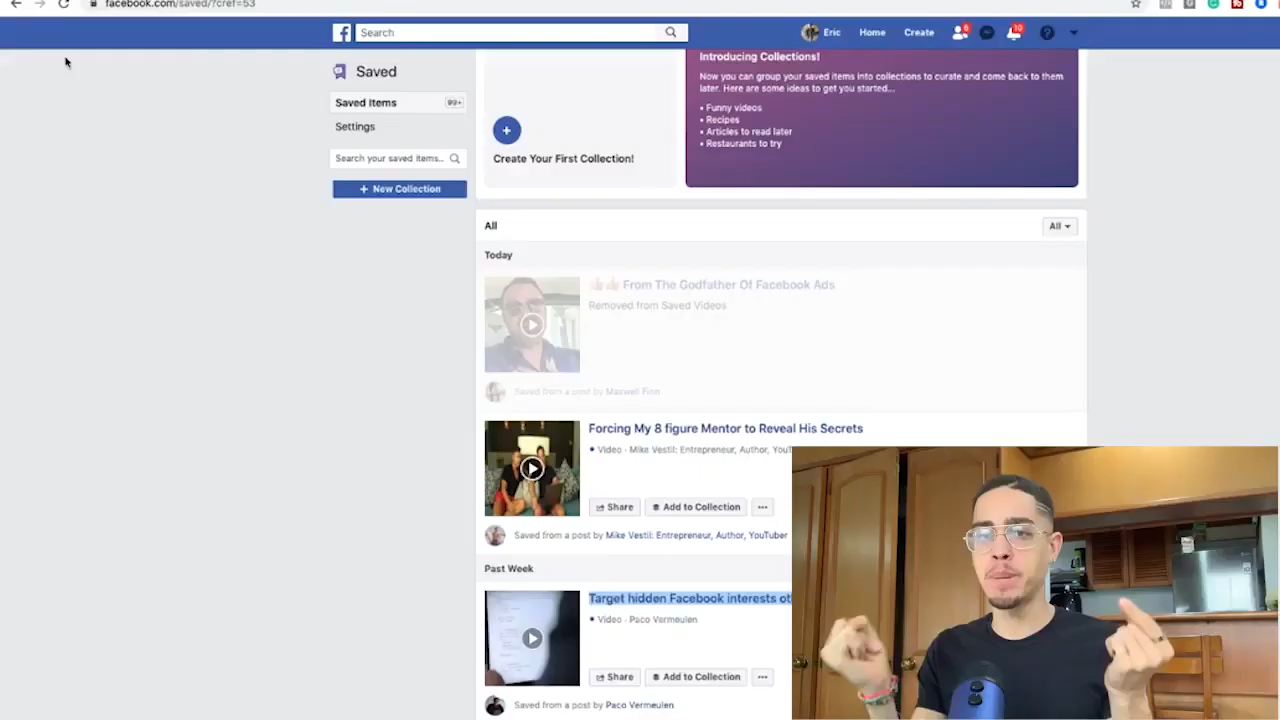 facebook.com/saved/?cref=53
Search
Eric
Home
Create
6
10
Saved
Saved Items
99+
Settings
Search your saved items...
+ New Collection
Create Your First Collection!
Introducing Collections!
Now you can group your saved items into collections to curate and come back to them
later. Here are some ideas to get you started...
• Funny videos
• Recipes
• Articles to read later
• Restaurants to try
All
All
Today
👍👍 From The Godfather Of Facebook Ads
Removed from Saved Videos
Saved from a post by Maxwell Finn
Forcing My 8 figure Mentor to Reveal His Secrets
• Video · Mike Vestil: Entrepreneur, Author, YouT
Share
Add to Collection
...
Saved from a post by Mike Vestil: Entrepreneur, Author, YouTuber
Past Week
Target hidden Facebook interests ot
• Video · Paco Vermeulen
Share
Add to Collection
...
Saved from a post by Paco Vermeulen